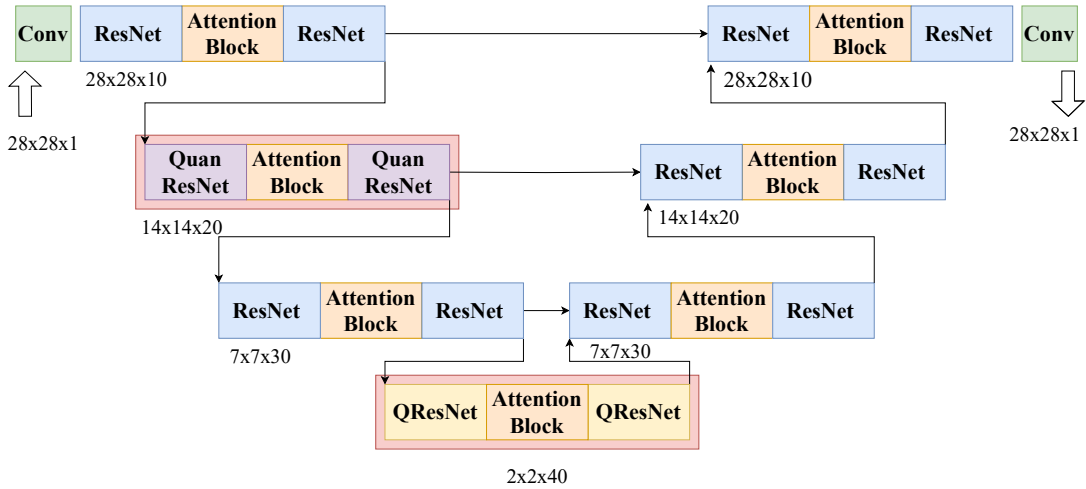 Conv
ResNet
Attention
Block
ResNet
ResNet
Attention
Block
ResNet
Conv
28x28x10
28x28x10
28x28x1
28x28x1
Quan
ResNet
Attention
Block
Quan
ResNet
ResNet
Attention
Block
ResNet
14x14x20
14x14x20
ResNet
Attention
Block
ResNet
ResNet
Attention
Block
ResNet
7x7x30
7x7x30
QResNet
Attention
Block
QResNet
2x2x40